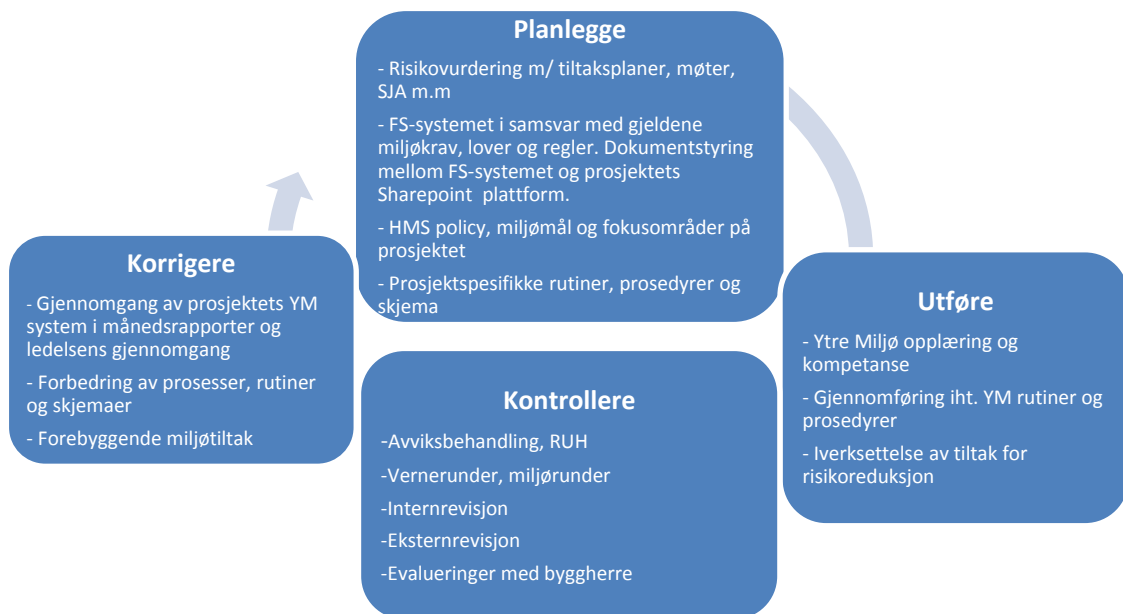 Planlegge
- Risikovurdering m/ tiltaksplaner, møter,
SJA m.m
- FS-systemet i samsvar med gjeldene
miljøkrav, lover og regler. Dokumentstyring
mellom FS-systemet og prosjektets
Sharepoint plattform.
- HMS policy, miljømål og fokusområder på
prosjektet
- Prosjektspesifikke rutiner, prosedyrer og
skjema
Utføre
- Ytre Miljø opplæring og
kompetanse
- Gjennomføring iht. YM rutiner og
prosedyrer
- Iverksettelse av tiltak for
risikoreduksjon
Kontrollere
-Avviksbehandling, RUH
-Vernerunder, miljørunder
-Internrevisjon
-Eksternrevisjon
-Evalueringer med byggherre
Korrigere
- Gjennomgang av prosjektets YM
system i månedsrapporter og
ledelsens gjennomgang
- Forbedring av prosesser, rutiner
og skjemaer
- Forebyggende miljøtiltak